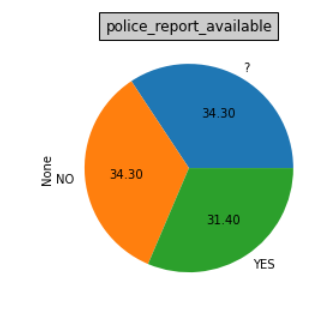 police_report_available
?
34.30
None
NO
34.30
31.40
YES